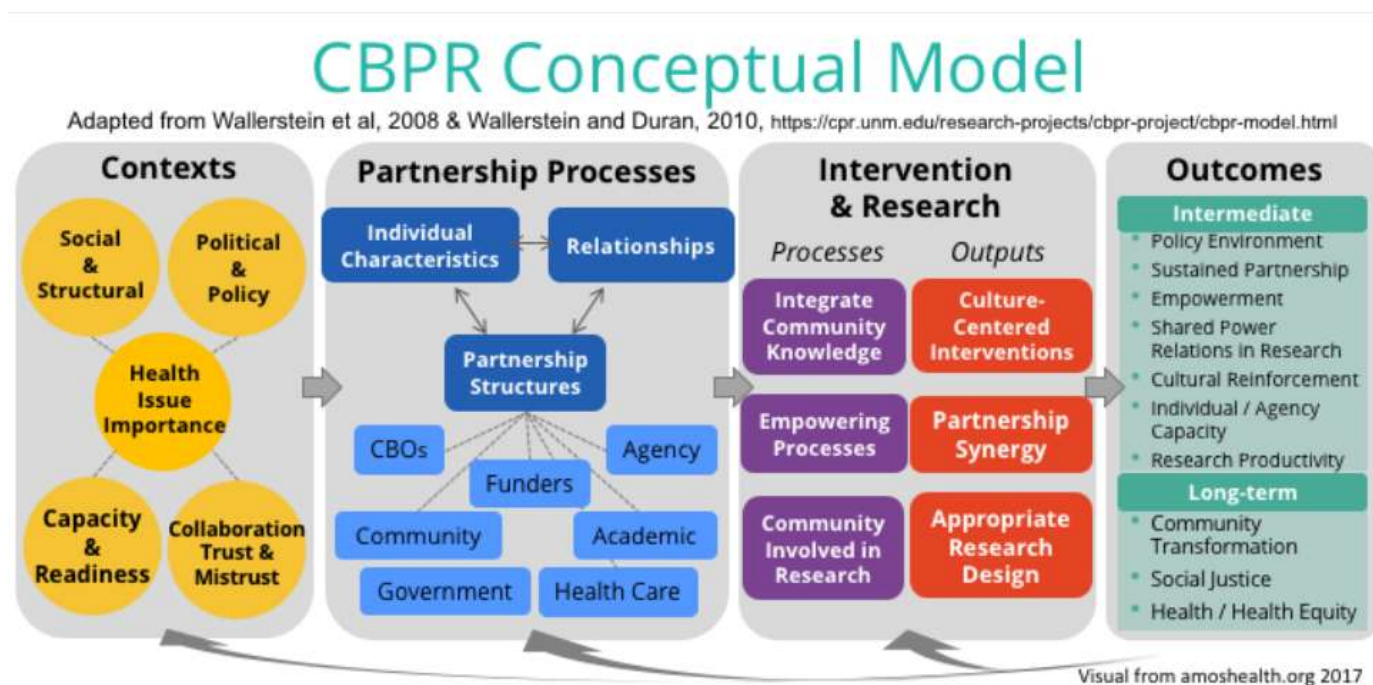 CBPR Conceptual Model
Adapted from Wallerstein et al, 2008 & Wallerstein and Duran, 2010, https://cpr.unm.edu/research-projects/cbpr-project/cbpr-model.html
Contexts
Social
&
Structural
Political
&
Policy
Health
Issue
Importance
Capacity
&
Readiness
Collaboration
Trust &
Mistrust
Partnership Processes
Individual
Characteristics
Relationships
Partnership
Structures
CBOs
Agency
Funders
Community
Academic
Government
Health Care
Intervention
& Research
Processes
Outputs
Integrate
Community
Knowledge
Culture-
Centered
Interventions
Empowering
Processes
Partnership
Synergy
Community
Involved in
Research
Appropriate
Research
Design
Outcomes
Intermediate
• Policy Environment
• Sustained Partnership
• Empowerment
• Shared Power
Relations in Research
• Cultural Reinforcement
• Individual / Agency
Capacity
• Research Productivity
Long-term
• Community
Transformation
• Social Justice
• Health / Health Equity
Visual from amoshealth.org 2017